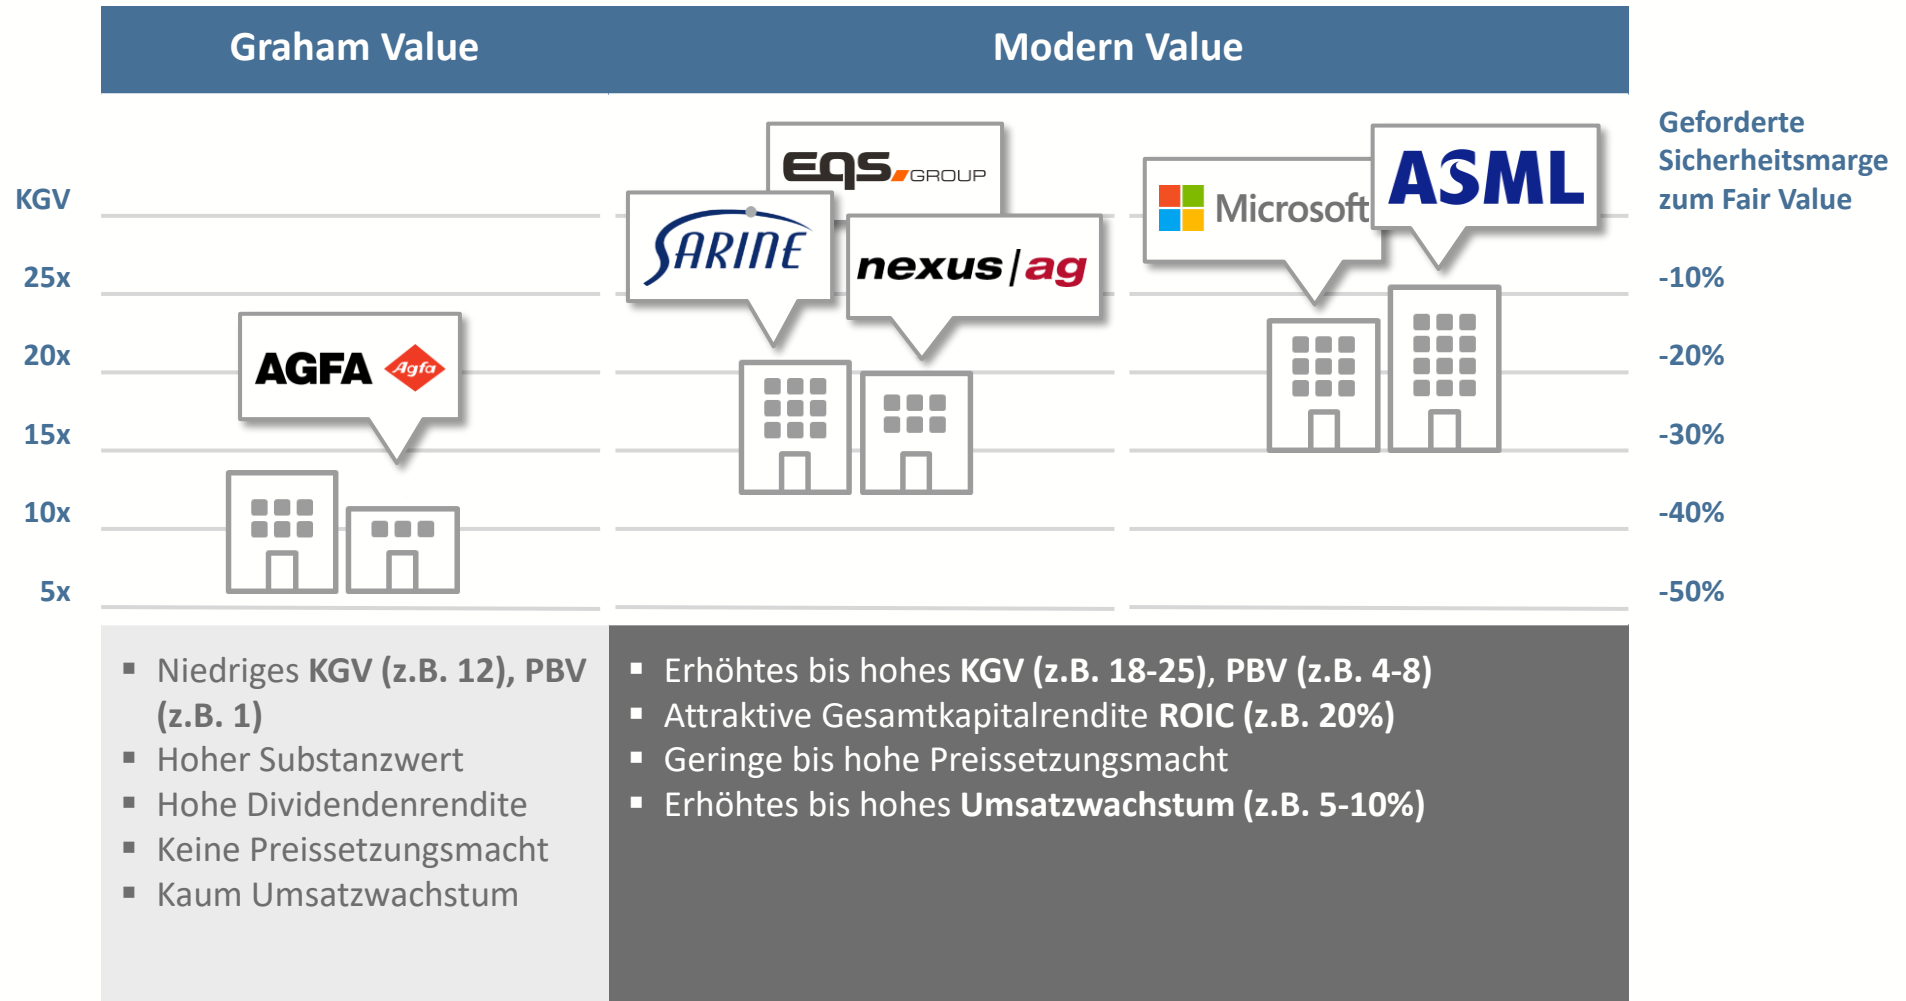 Graham Value
Modern Value
KGV
25x
20x
15x
10x
5x
Geforderte
Sicherheitsmarge
zum Fair Value
-10%
-20%
-30%
-40%
-50%
AGFA Agfa
EQS GROUP
SARINE
nexus|ag
Microsoft
ASML
▪ Niedriges KGV (z.B. 12), PBV
(z.B. 1)
▪ Hoher Substanzwert
▪ Hohe Dividendenrendite
▪ Keine Preissetzungsmacht
▪ Kaum Umsatzwachstum
▪ Erhöhtes bis hohes KGV (z.B. 18-25), PBV (z.B. 4-8)
▪ Attraktive Gesamtkapitalrendite ROIC (z.B. 20%)
▪ Geringe bis hohe Preissetzungsmacht
▪ Erhöhtes bis hohes Umsatzwachstum (z.B. 5-10%)